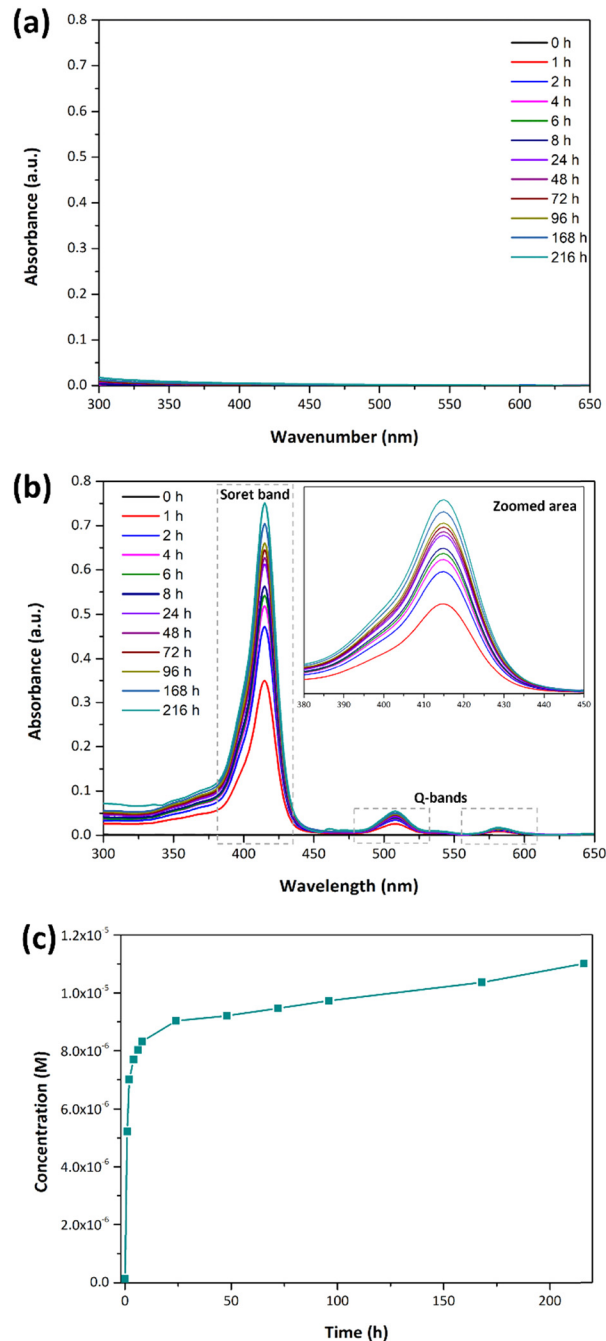 (a)
0.8
0.7
0.6
0.5
0.4
0.3
0.2
0.1
0.0
Absorbance (a.u.)
0 h
1 h
2 h
4 h
6 h
8 h
24 h
48 h
72 h
96 h
168 h
216 h
300 350 400 450 500 550 600 650
Wavenumber (nm)
(b)
0.8
0.7
0.6
0.5
0.4
0.3
0.2
0.1
0.0
Absorbance (a.u.)
0 h
1 h
2 h
4 h
6 h
8 h
24 h
48 h
72 h
96 h
168 h
216 h
Soret band
Zoomed area
380 390 400 410 420 430 440 450
Q-bands
300 350 400 450 500 550 600 650
Wavelength (nm)
(c)
1.2x10⁻⁵
1.0x10⁻⁵
8.0x10⁻⁶
6.0x10⁻⁶
4.0x10⁻⁶
2.0x10⁻⁶
0.0
Concentration (M)
0 50 100 150 200
Time (h)